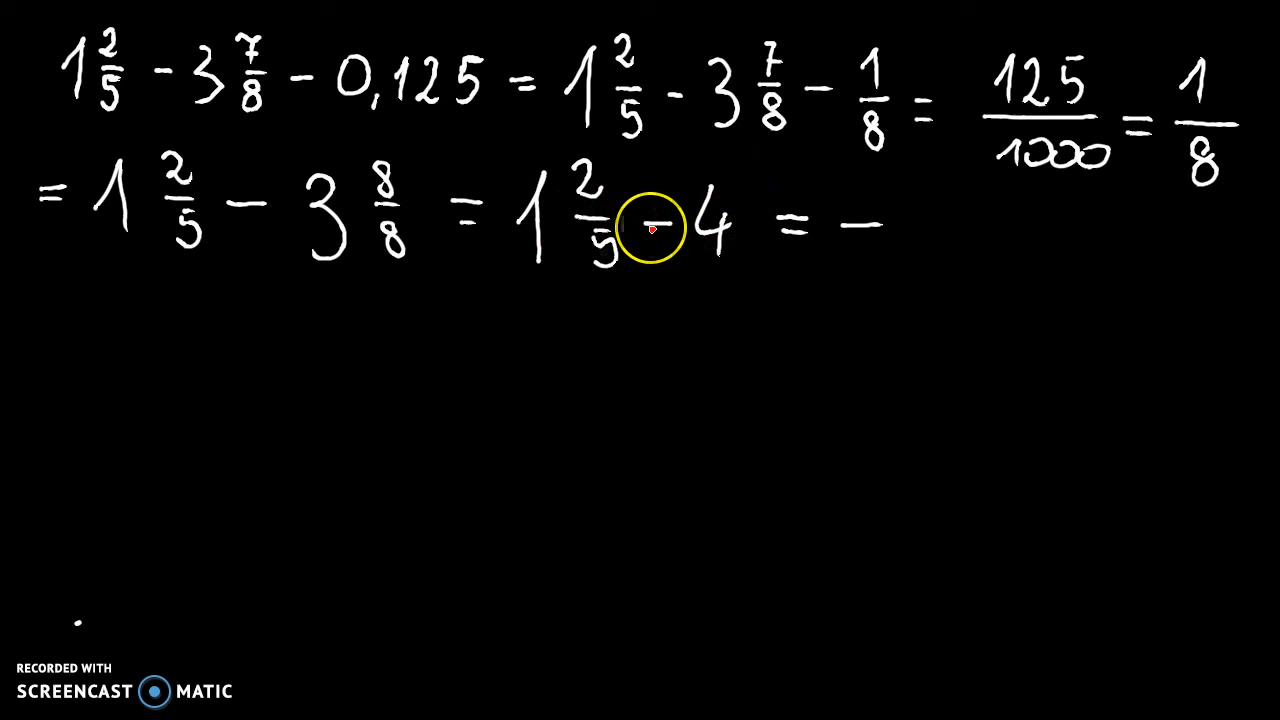 1 2/5 - 3 7/8 - 0,125 = 1 2/5 - 3 7/8 - 1/8 = 125/1000 = 1/8
= 1 2/5 - 3 8/8 = 1 2/5 - 4 = -
RECORDED WITH
SCREENCAST MATIC